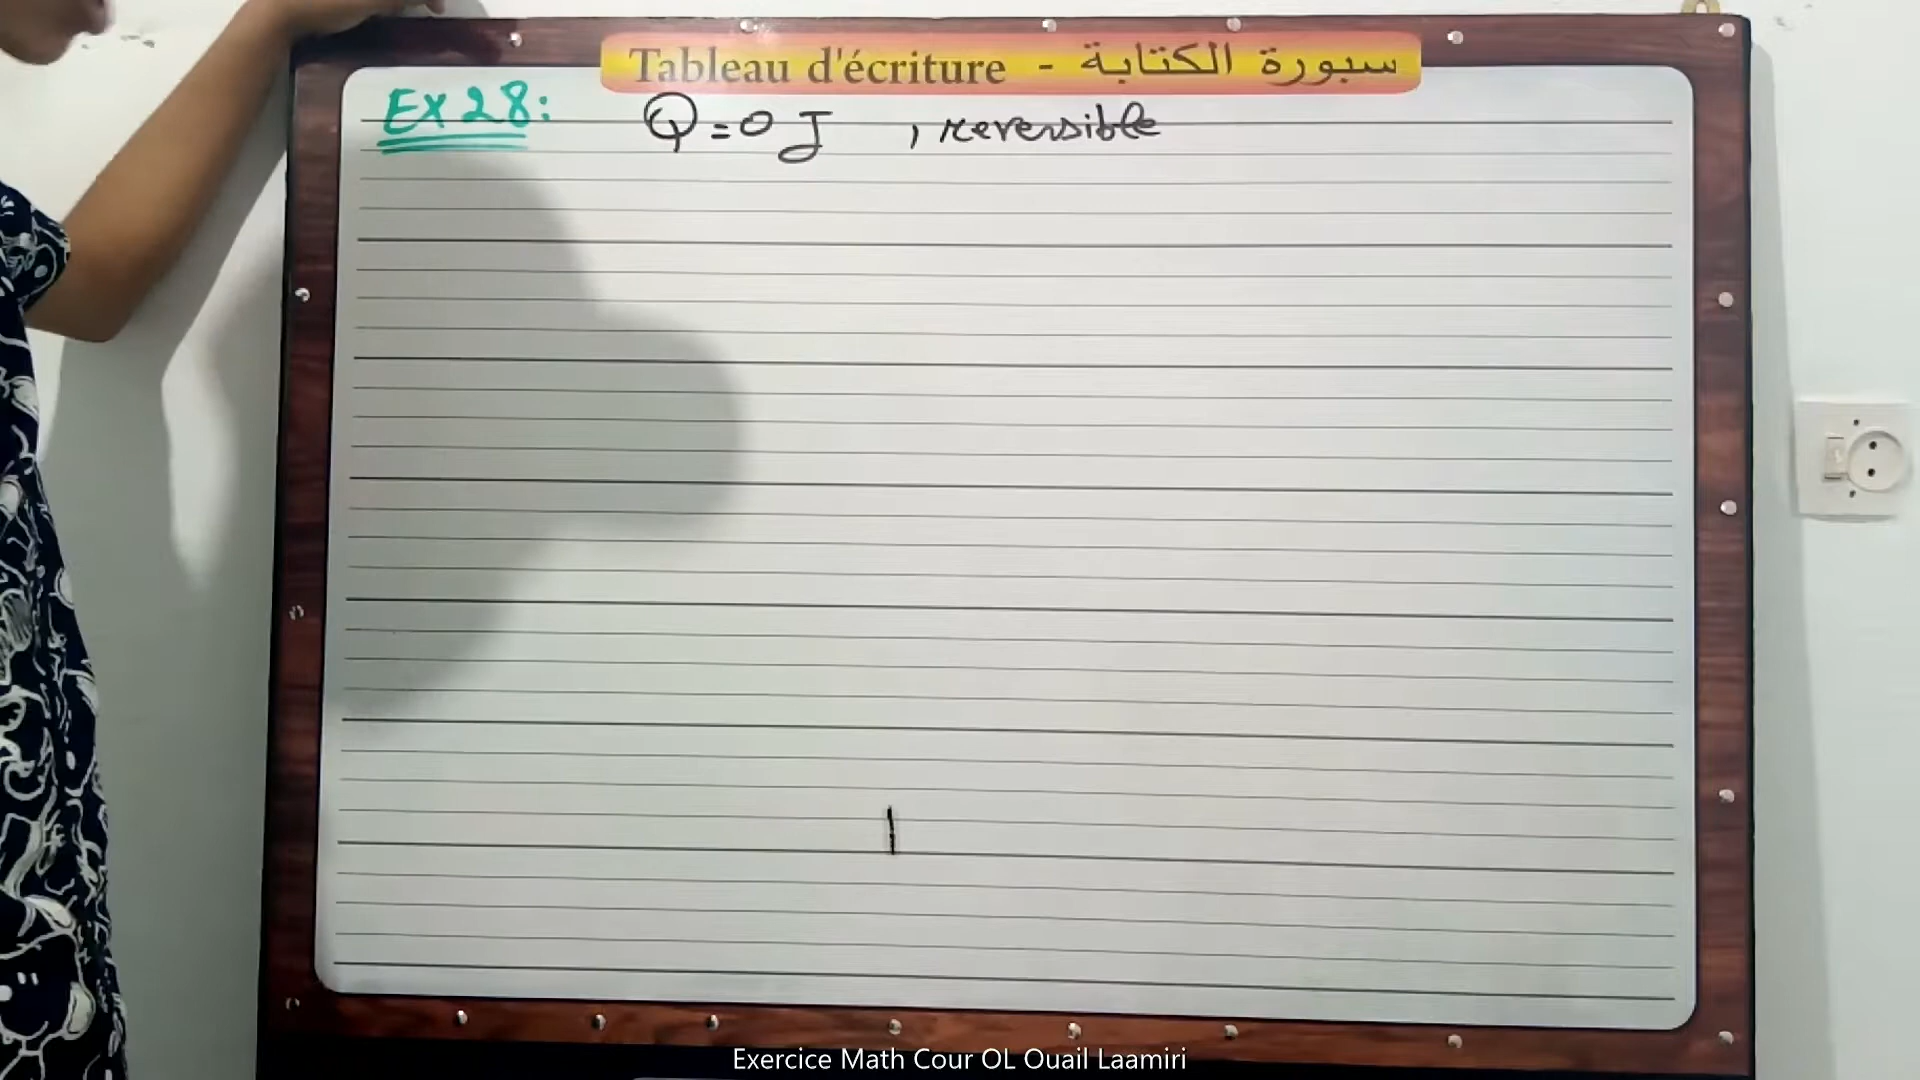 Tableau d'écriture - سبورة الكتابة
Ex 28: Q = 0 J , reversible
Exercice Math Cour OL Ouail Laamiri